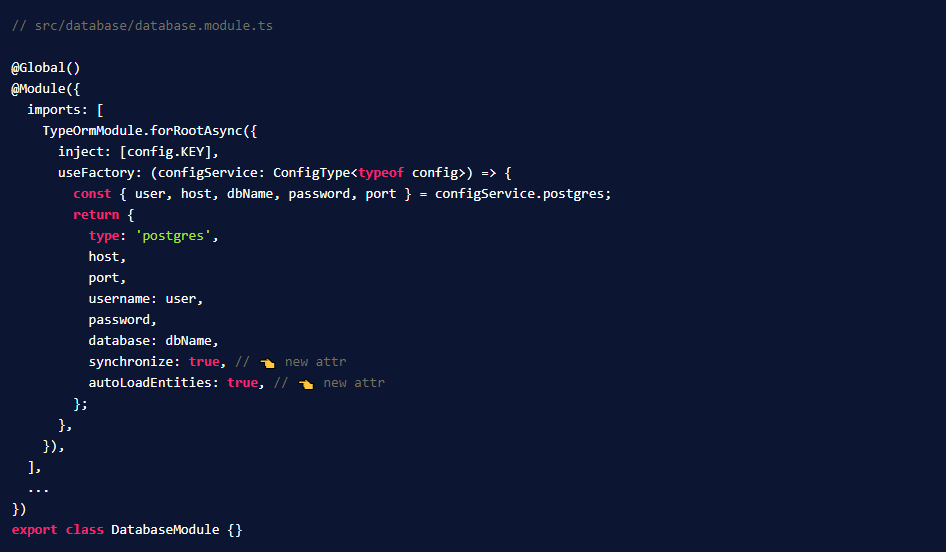 // src/database/database.module.ts
@Global()
@Module({
  imports: [
    TypeOrmModule.forRootAsync({
      inject: [config.KEY],
      useFactory: (configService: ConfigType<typeof config>) => {
        const { user, host, dbName, password, port } = configService.postgres;
        return {
          type: 'postgres',
          host,
          port,
          username: user,
          password,
          database: dbName,
          synchronize: true, // 👈 new attr
          autoLoadEntities: true, // 👈 new attr
        };
      },
    }),
  ],
  ...
})
export class DatabaseModule {}